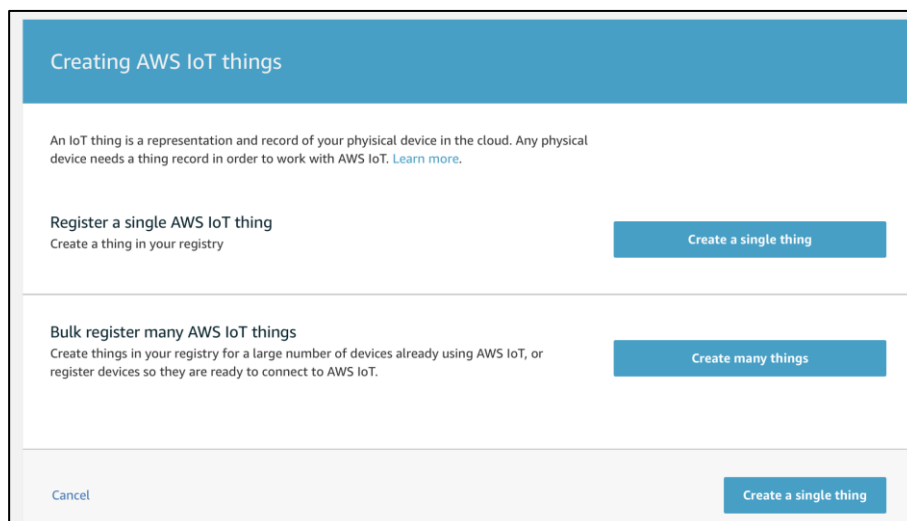 Creating AWS IoT things
An IoT thing is a representation and record of your phyisical device in the cloud. Any physical
device needs a thing record in order to work with AWS IoT. Learn more.
Register a single AWS IoT thing
Create a thing in your registry
Create a single thing
Bulk register many AWS IoT things
Create things in your registry for a large number of devices already using AWS IoT, or
register devices so they are ready to connect to AWS IoT.
Create many things
Cancel
Create a single thing